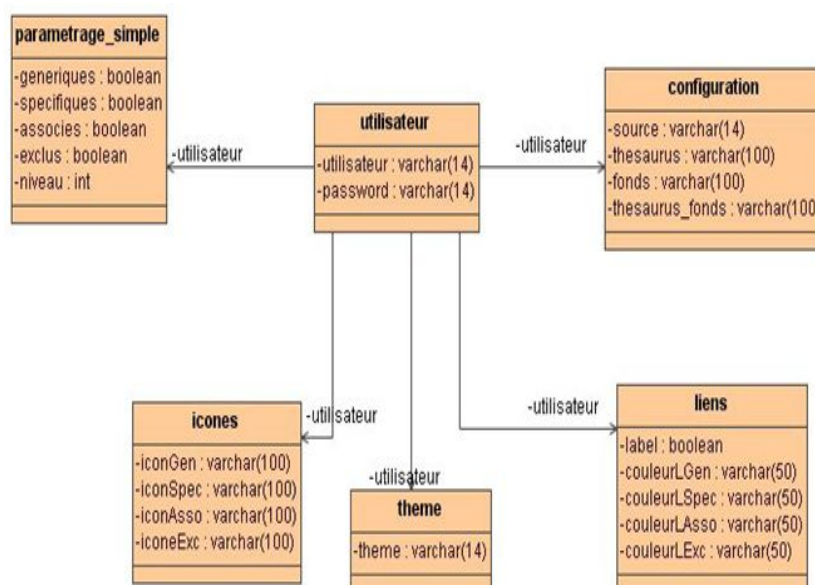 parametrage_simple
-generiques : boolean
-specifiques : boolean
-associes : boolean
-exclus : boolean
-niveau : int
-utilisateur
utilisateur
-utilisateur : varchar(14)
-password : varchar(14)
-utilisateur
configuration
-source : varchar(14)
-thesaurus : varchar(100)
-fonds : varchar(100)
-thesaurus_fonds : varchar(100
-utilisateur
icones
-iconGen : varchar(100)
-iconSpec : varchar(100)
-iconAsso : varchar(100)
-iconeExc : varchar(100)
-utilisateur
theme
-theme : varchar(14)
-utilisateur
liens
-label : boolean
-couleurLGen : varchar(50)
-couleurLSpec : varchar(50)
-couleurLAsso : varchar(50)
-couleurLExc : varchar(50)